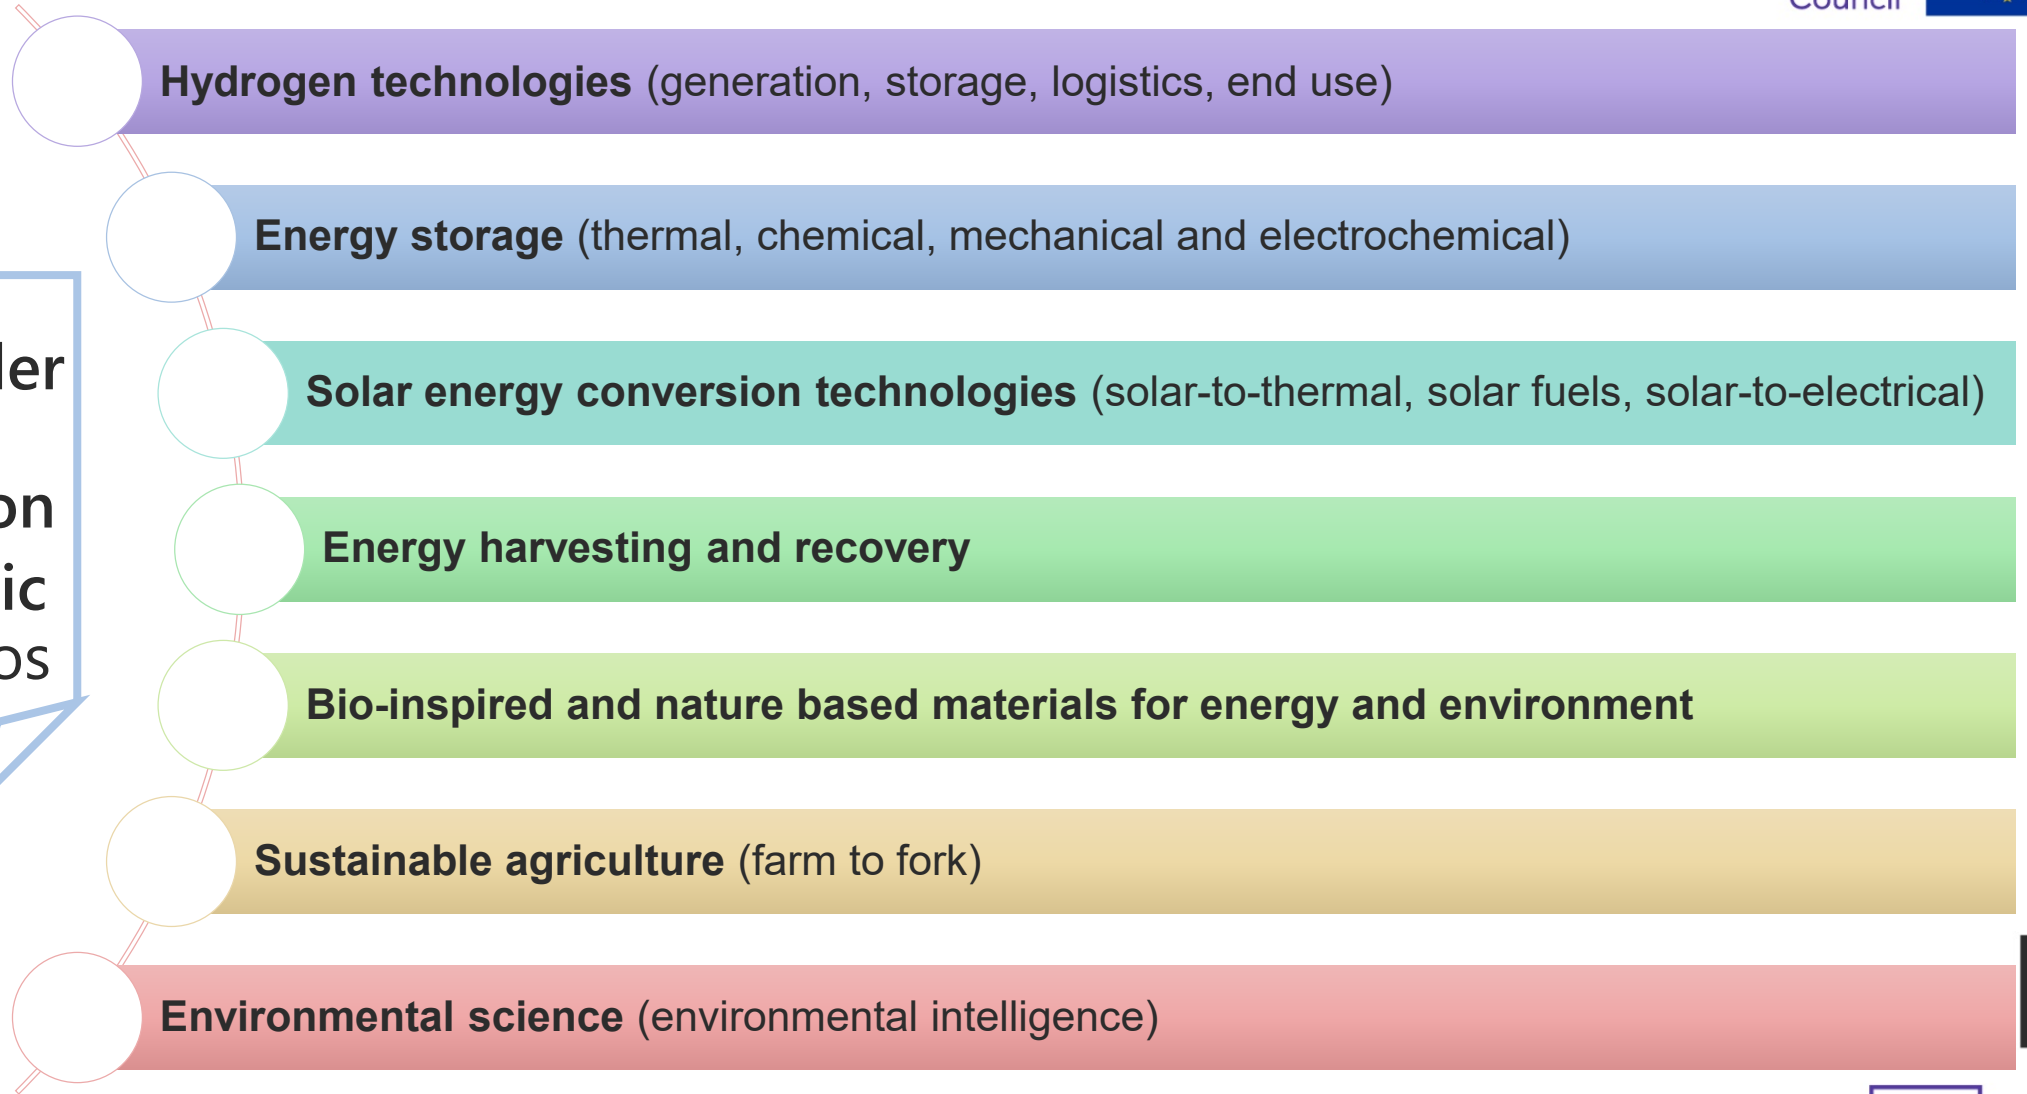 Council
Hydrogen technologies (generation, storage, logistics, end use)
Energy storage (thermal, chemical, mechanical and electrochemical)
Solar energy conversion technologies (solar-to-thermal, solar fuels, solar-to-electrical)
Energy harvesting and recovery
Bio-inspired and nature based materials for energy and environment
Sustainable agriculture (farm to fork)
Environmental science (environmental intelligence)